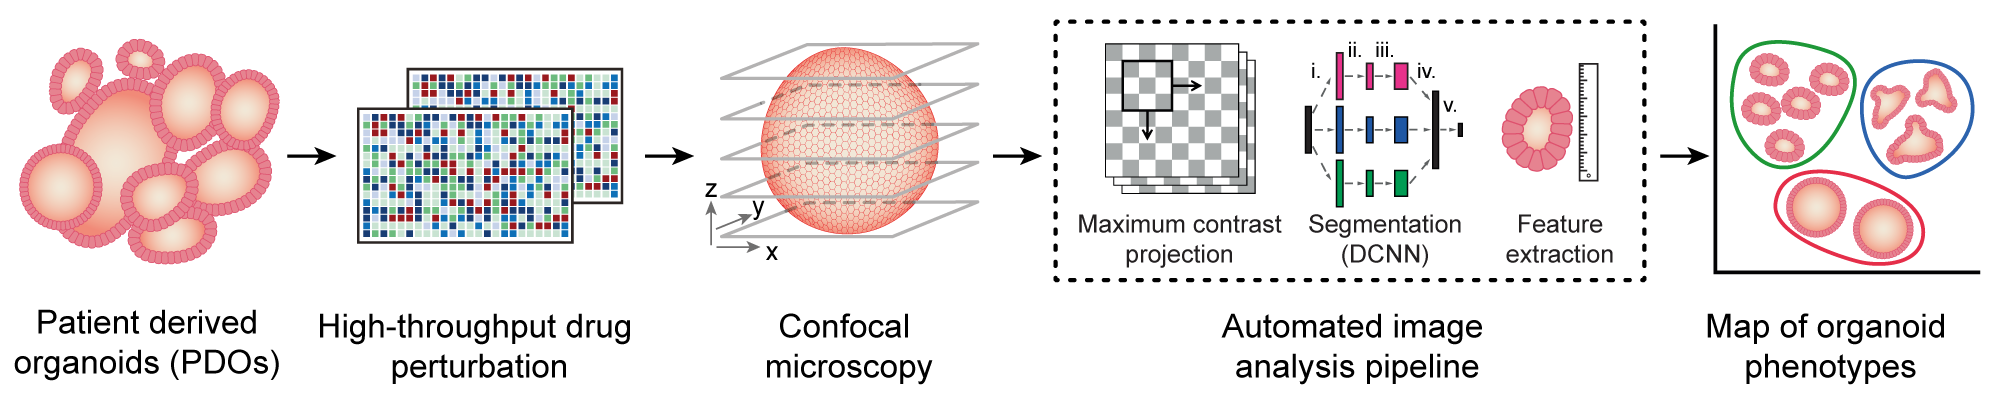 z
y
x
i.
ii.
iii.
iv.
v.
Maximum contrast
projection
Segmentation
(DCNN)
Feature
extraction
Patient derived
organoids (PDOs)
High-throughput drug
perturbation
Confocal
microscopy
Automated image
analysis pipeline
Map of organoid
phenotypes